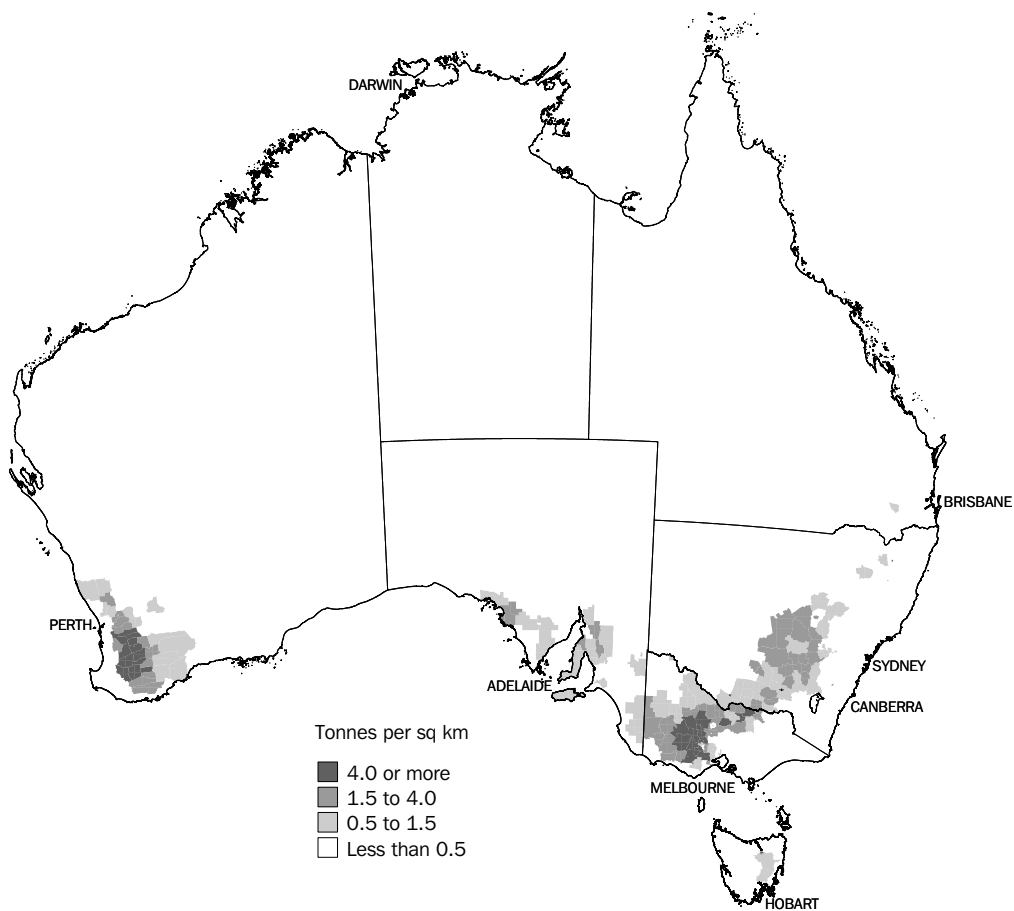 DARWIN
BRISBANE
PERTH
SYDNEY
ADELAIDE
CANBERRA
Tonnes per sq km
4.0 or more
1.5 to 4.0
0.5 to 1.5
Less than 0.5
MELBOURNE
HOBART